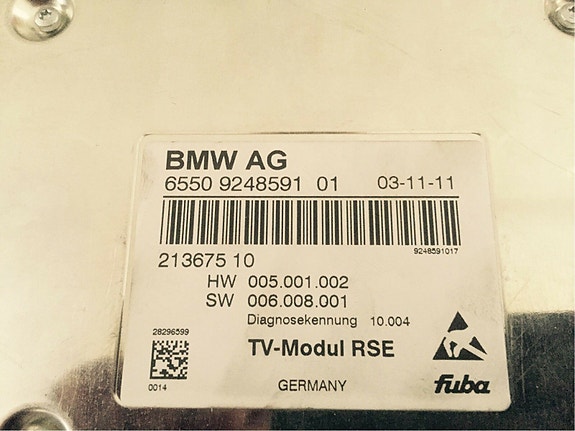 BMW AG
6550 9248591 01 03-11-11
9248591017
213675 10
HW 005.001.002
SW 006.008.001
Diagnosekennung 10.004
28296599
TV-Modul RSE
0014
GERMANY
fuba